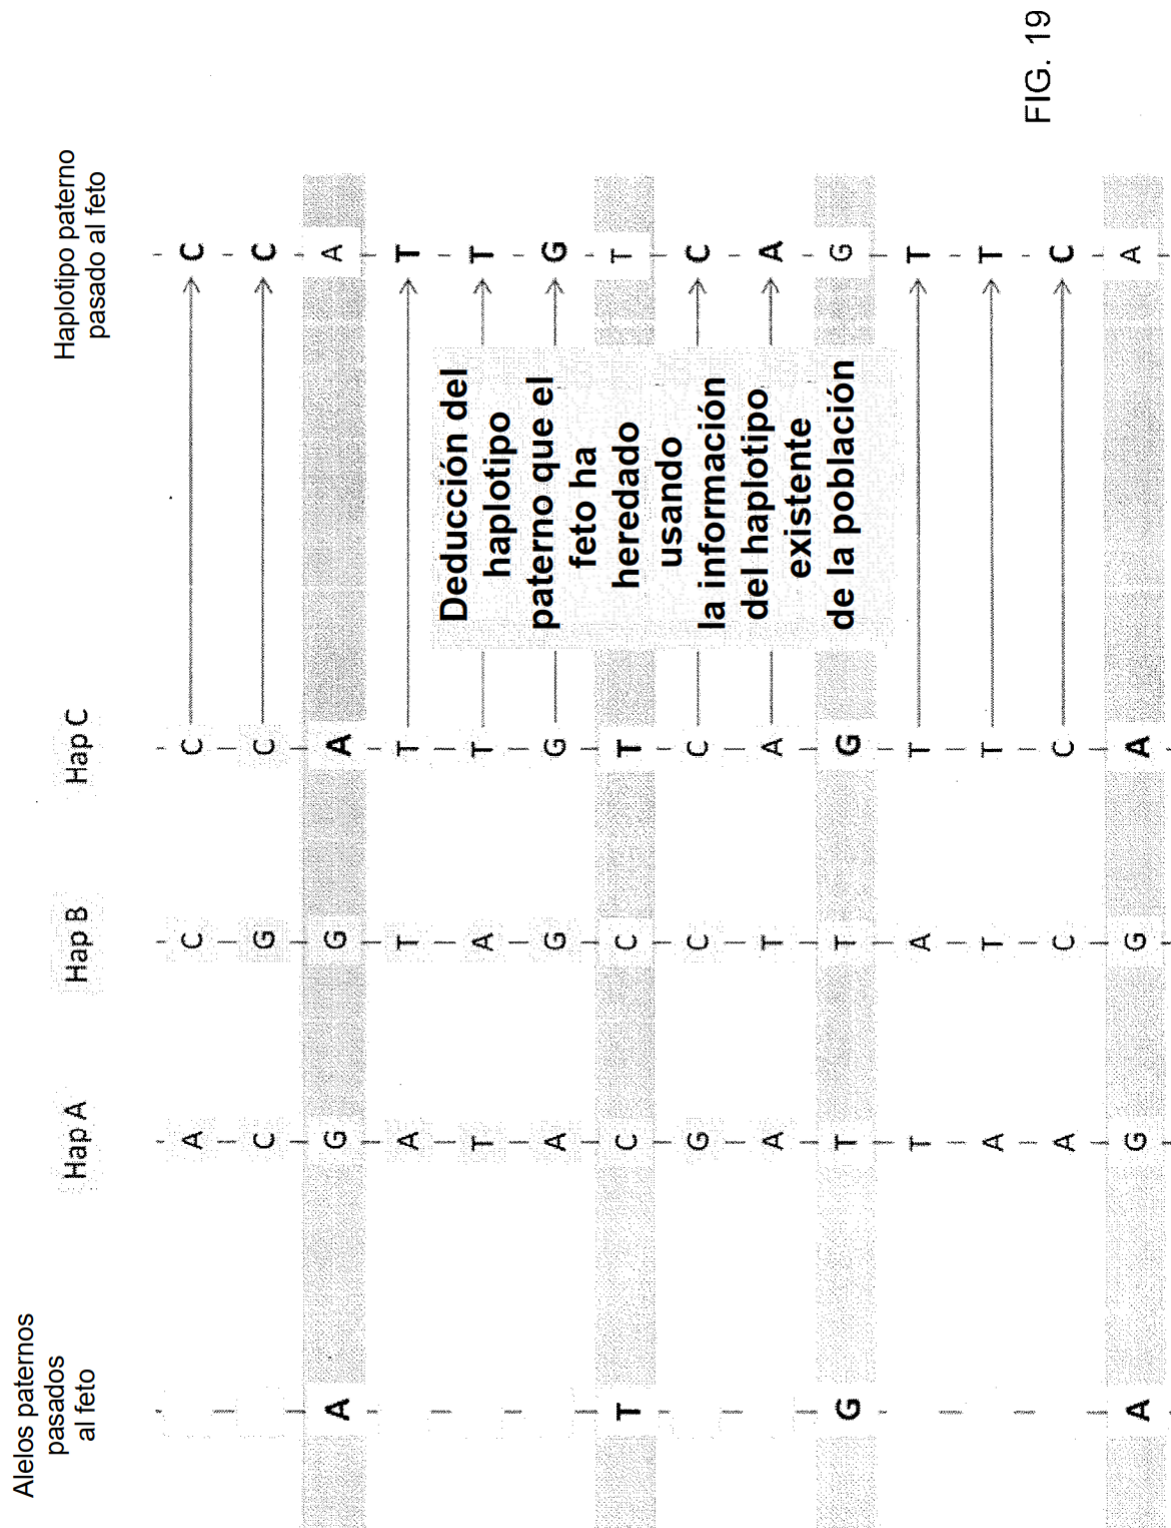 Alelos paternos
pasados
al feto
Hap A
Hap B
Hap C
Haplotipo paterno
pasado al feto
A C C C
C G C C
A G G A A
A T T T
T A T T
A G G G
T C C T T
G C C C
A T A A
G T T G G
T A T T
A T T T
A C C C
A G G A A
Deducción del
haplotipo
paterno que el
feto ha
heredado
usando
la información
del haplotipo
existente
de la población
FIG. 19